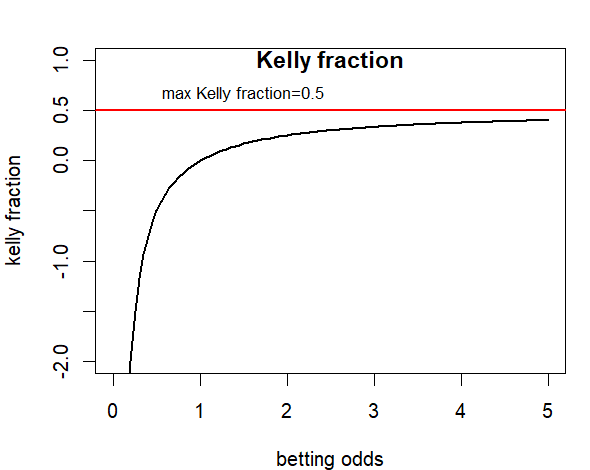 Kelly fraction
max Kelly fraction=0.5
kelly fraction
1.0
0.5
0.0
-1.0
-2.0
0 1 2 3 4 5
betting odds